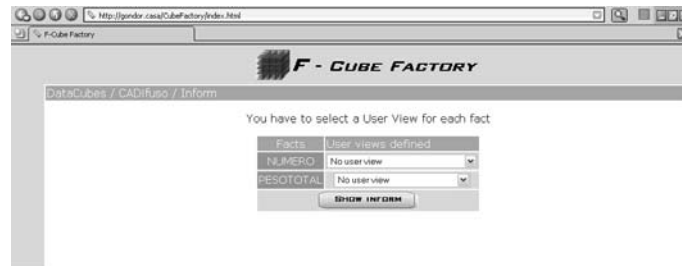 http://gondor.casa/CubeFactory/index.html
F-Cube Factory
F - CUBE FACTORY
DataCubes / CADifuso / Inform
You have to select a User View for each fact
Facts User views defined
NUMERO No user view
PESOTOTAL No user view
SHOW INFORM